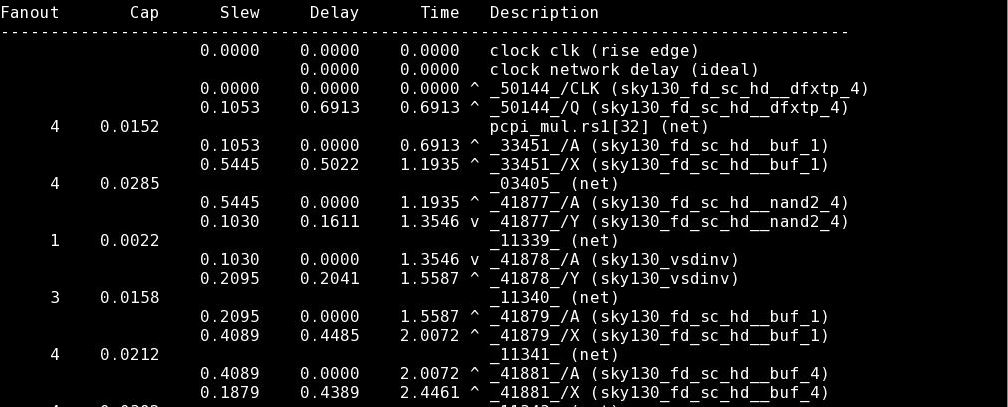 Fanout       Cap      Slew     Delay      Time   Description
-------------------------------------------------------------------------------------
                    0.0000    0.0000    0.0000   clock clk (rise edge)
                              0.0000    0.0000   clock network delay (ideal)
                    0.0000    0.0000    0.0000 ^ _50144_/CLK (sky130_fd_sc_hd__dfxtp_4)
                    0.1053    0.6913    0.6913 ^ _50144_/Q (sky130_fd_sc_hd__dfxtp_4)
     4    0.0152                                 pcpi_mul.rs1[32] (net)
                    0.1053    0.0000    0.6913 ^ _33451_/A (sky130_fd_sc_hd__buf_1)
                    0.5445    0.5022    1.1935 ^ _33451_/X (sky130_fd_sc_hd__buf_1)
     4    0.0285                                 _03405_ (net)
                    0.5445    0.0000    1.1935 ^ _41877_/A (sky130_fd_sc_hd__nand2_4)
                    0.1030    0.1611    1.3546 v _41877_/Y (sky130_fd_sc_hd__nand2_4)
     1    0.0022                                 _11339_ (net)
                    0.1030    0.0000    1.3546 v _41878_/A (sky130_vsdinv)
                    0.2095    0.2041    1.5587 ^ _41878_/Y (sky130_vsdinv)
     3    0.0158                                 _11340_ (net)
                    0.2095    0.0000    1.5587 ^ _41879_/A (sky130_fd_sc_hd__buf_1)
                    0.4089    0.4485    2.0072 ^ _41879_/X (sky130_fd_sc_hd__buf_1)
     4    0.0212                                 _11341_ (net)
                    0.4089    0.0000    2.0072 ^ _41881_/A (sky130_fd_sc_hd__buf_4)
                    0.1879    0.4389    2.4461 ^ _41881_/X (sky130_fd_sc_hd__buf_4)